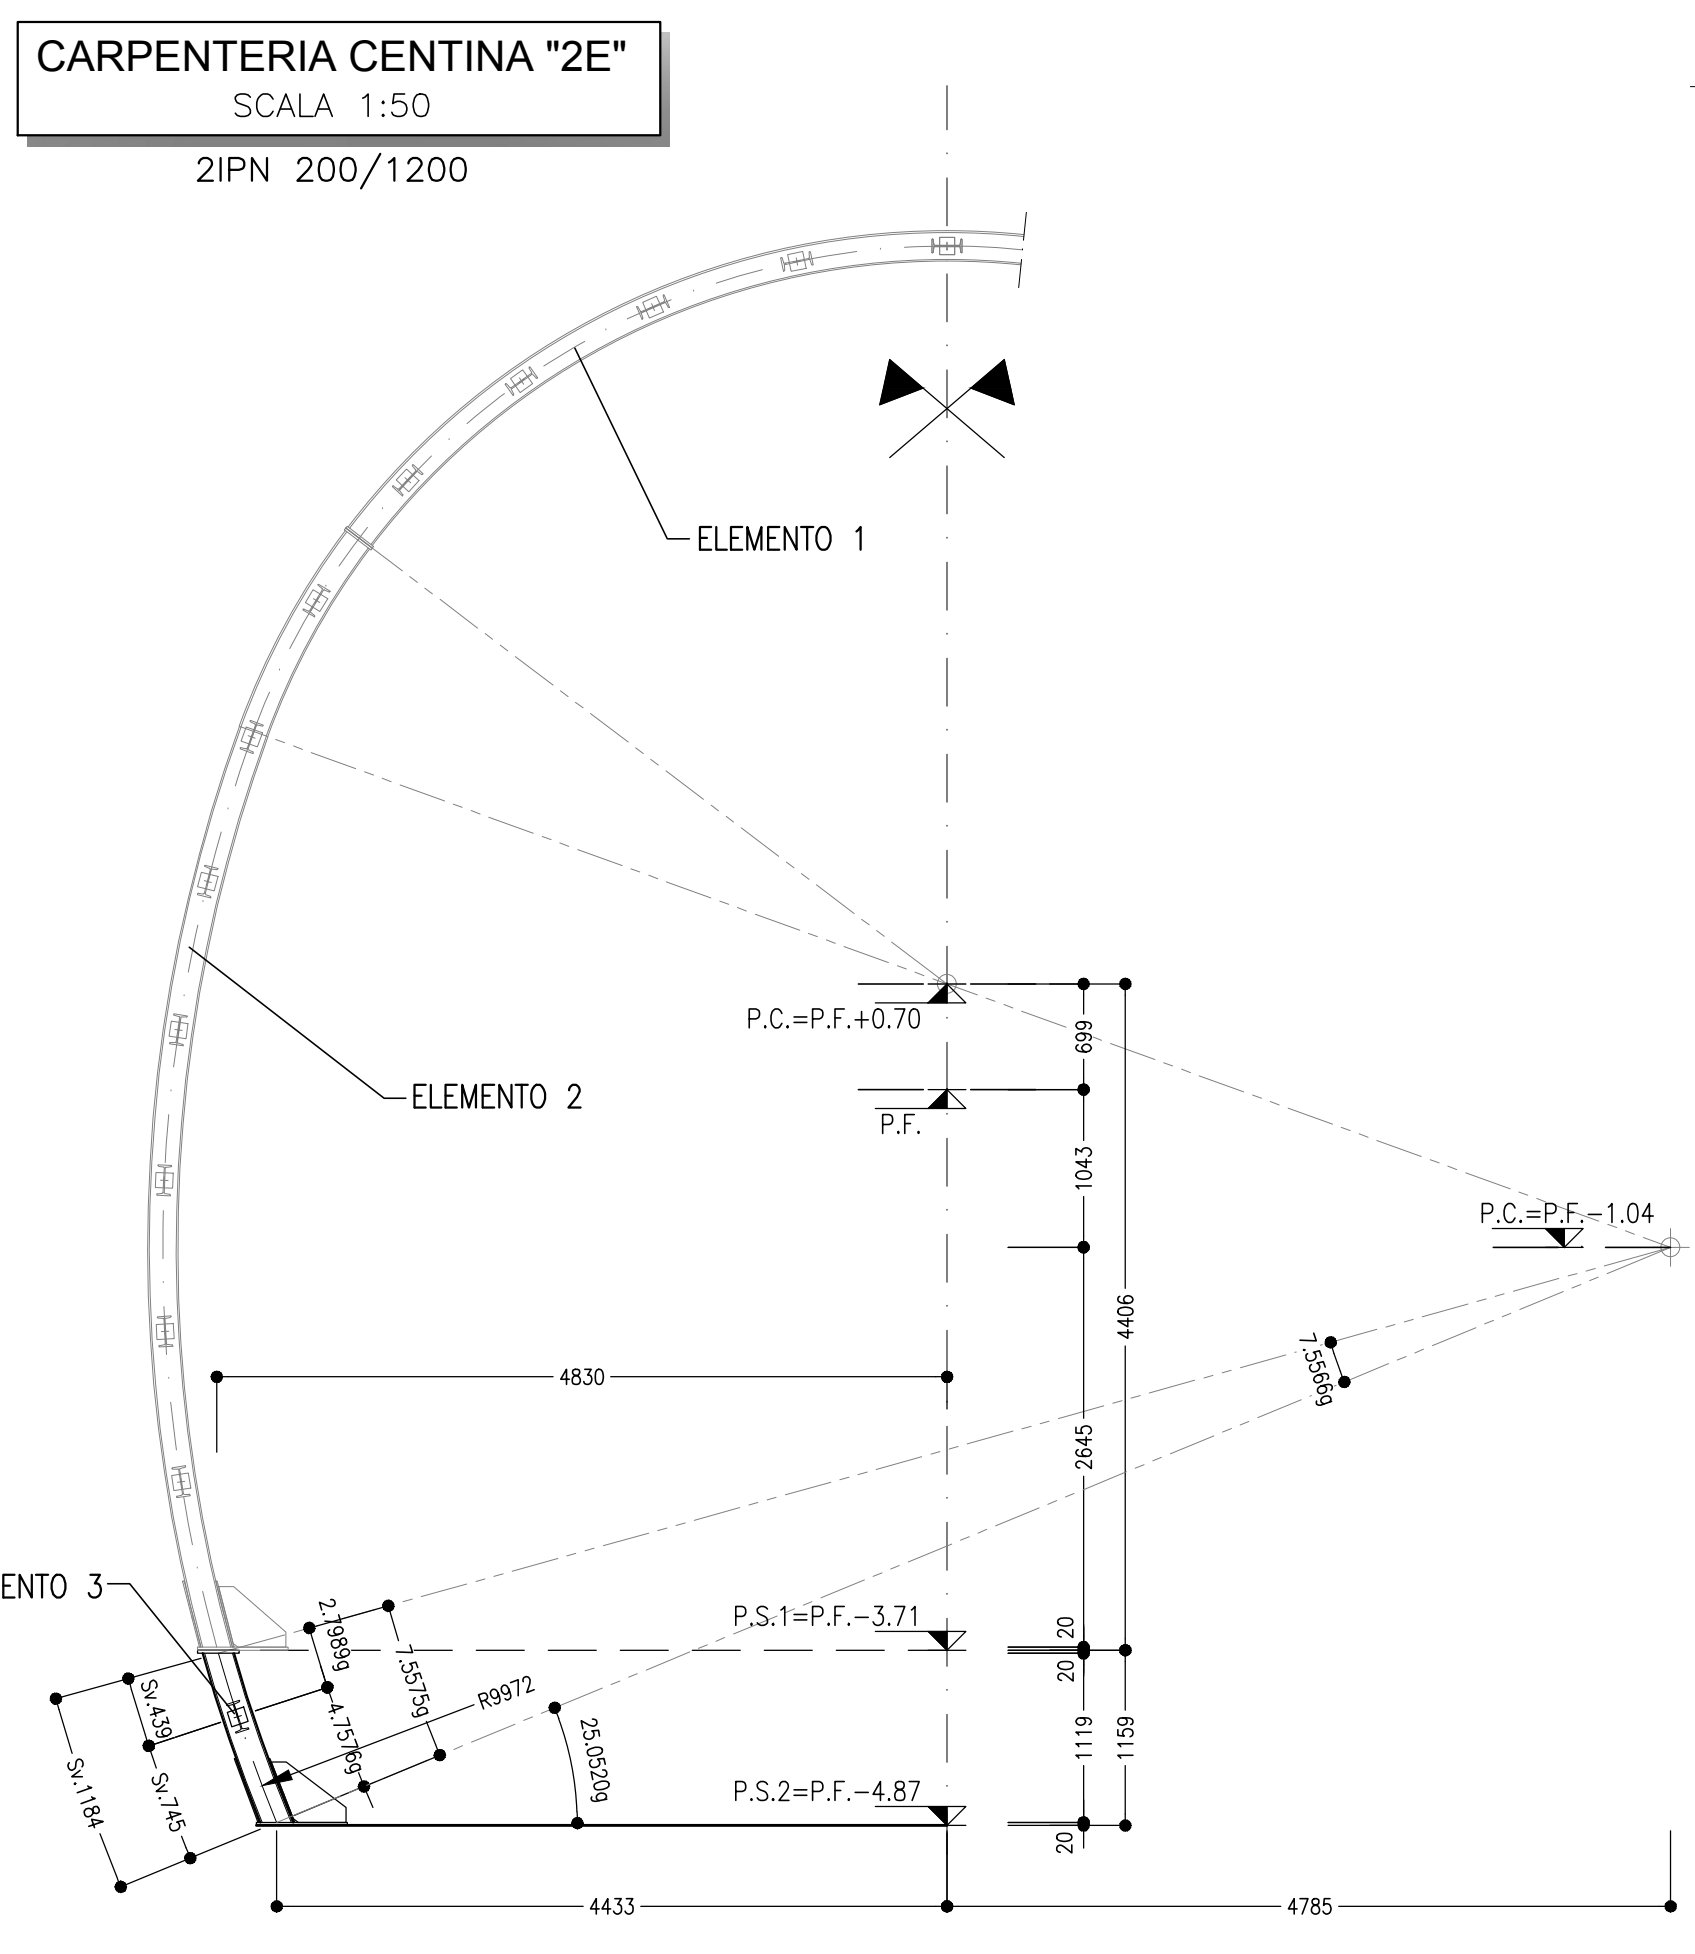 CARPENTERIA CENTINA "2E"
SCALA 1:50
2IPN 200/1200
ELEMENTO 1
P.C.=P.F.+0.70
699
P.F.
ELEMENTO 2
1043
P.C.=P.F.-1.04
4406
7.5566g
4830
2645
ENTO 3
2.7989g
P.S.1=P.F.-3.71
20
7.5575g
20
R9972
Sv.439
4.7576g
25.0520g
1119
1159
Sv.1184
Sv.745
P.S.2=P.F.-4.87
20
4433
4785